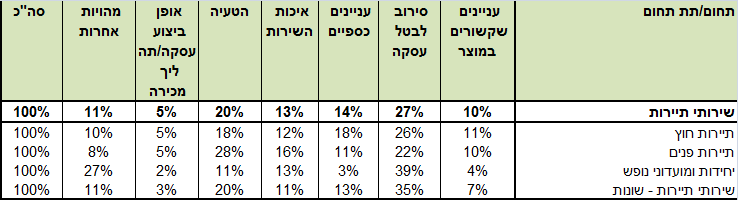 תחום/תת תחום | עניינים שקשורים במוצר | סירוב לבטל עסקה | עניינים כספיים | איכות השירות | הטעיה | אופן ביצוע עסקה/תה ליך מכירה | מהויות אחרות | סה"כ
שירותי תיירות | 10% | 27% | 14% | 13% | 20% | 5% | 11% | 100%
תיירות חוץ | 11% | 26% | 18% | 12% | 18% | 5% | 10% | 100%
תיירות פנים | 10% | 22% | 11% | 16% | 28% | 5% | 8% | 100%
יחידות ומועדוני נופש | 4% | 39% | 3% | 13% | 11% | 2% | 27% | 100%
שירותי תיירות - שונות | 7% | 35% | 13% | 11% | 20% | 3% | 11% | 100%